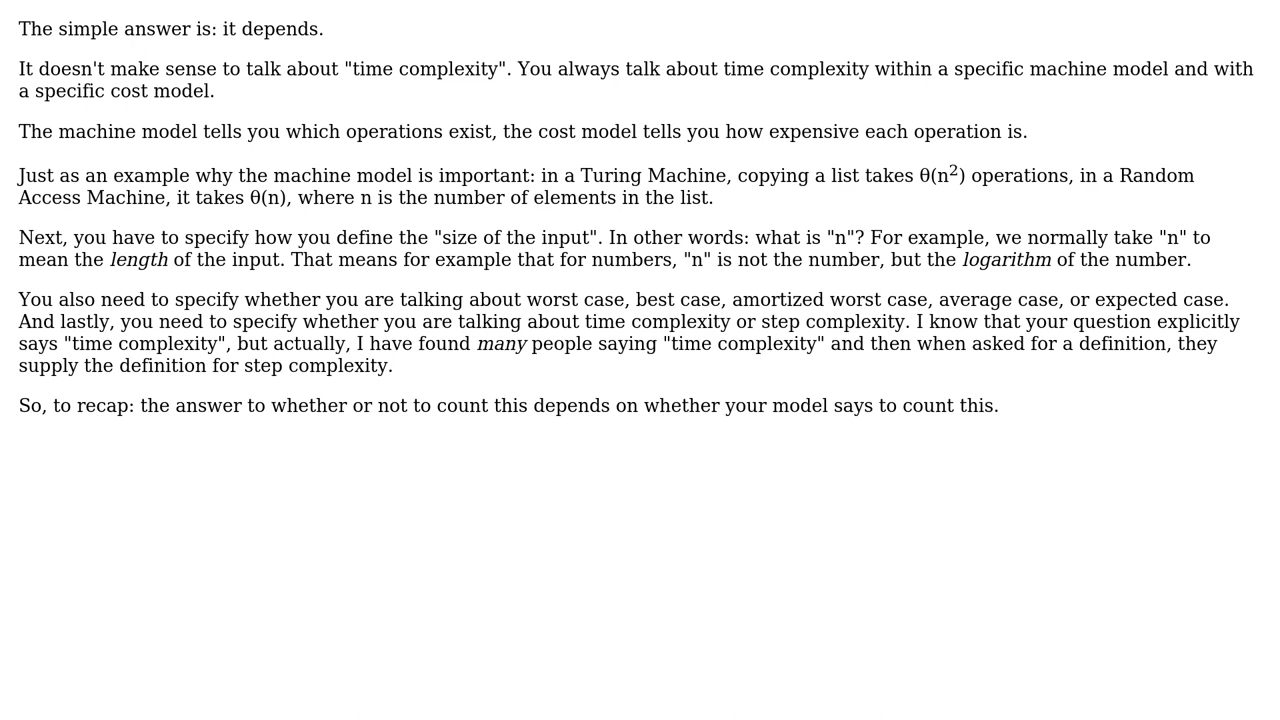 The simple answer is: it depends.
It doesn't make sense to talk about "time complexity". You always talk about time complexity within a specific machine model and with
a specific cost model.
The machine model tells you which operations exist, the cost model tells you how expensive each operation is.
Just as an example why the machine model is important: in a Turing Machine, copying a list takes θ(n²) operations, in a Random
Access Machine, it takes θ(n), where n is the number of elements in the list.
Next, you have to specify how you define the "size of the input". In other words: what is "n"? For example, we normally take "n" to
mean the length of the input. That means for example that for numbers, "n" is not the number, but the logarithm of the number.
You also need to specify whether you are talking about worst case, best case, amortized worst case, average case, or expected case.
And lastly, you need to specify whether you are talking about time complexity or step complexity. I know that your question explicitly
says "time complexity", but actually, I have found many people saying "time complexity" and then when asked for a definition, they
supply the definition for step complexity.
So, to recap: the answer to whether or not to count this depends on whether your model says to count this.